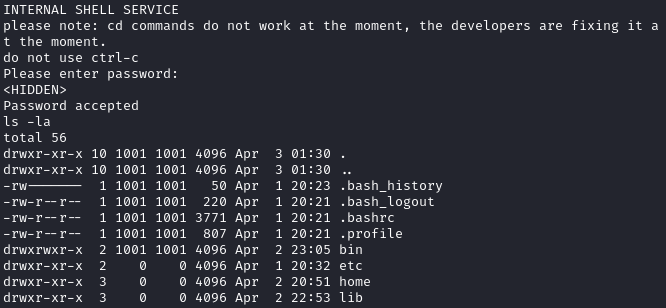 INTERNAL SHELL SERVICE
please note: cd commands do not work at the moment, the developers are fixing it a
t the moment.
do not use ctrl-c
Please enter password:
<HIDDEN>
Password accepted
ls -la
total 56
drwxr-xr-x 10 1001 1001 4096 Apr  3 01:30 .
drwxr-xr-x 10 1001 1001 4096 Apr  3 01:30 ..
-rw-------  1 1001 1001   50 Apr  1 20:23 .bash_history
-rw-r--r--  1 1001 1001  220 Apr  1 20:21 .bash_logout
-rw-r--r--  1 1001 1001 3771 Apr  1 20:21 .bashrc
-rw-r--r--  1 1001 1001  807 Apr  1 20:21 .profile
drwxrwxr-x  2 1001 1001 4096 Apr  2 23:05 bin
drwxr-xr-x  2    0    0 4096 Apr  1 20:32 etc
drwxr-xr-x  3    0    0 4096 Apr  2 20:51 home
drwxr-xr-x  3    0    0 4096 Apr  2 22:53 lib